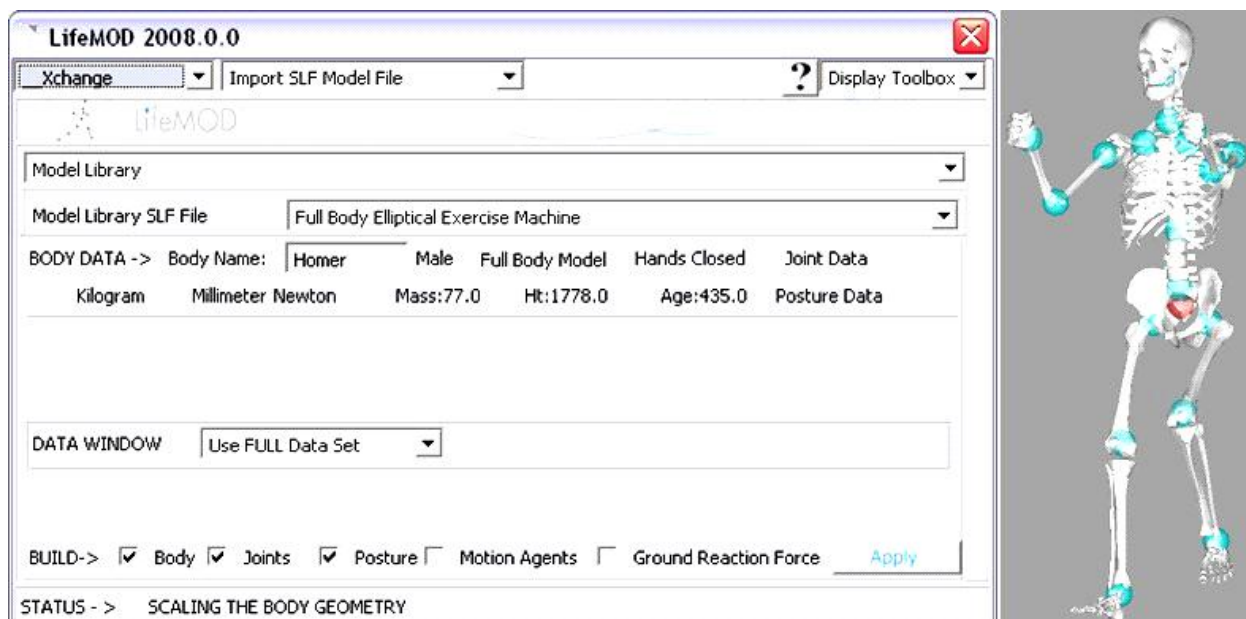 LifeMOD 2008.0.0
Xchange Import SLF Model File ? Display Toolbox
LifeMOD
Model Library
Model Library SLF File Full Body Elliptical Exercise Machine
BODY DATA -> Body Name: Homer Male Full Body Model Hands Closed Joint Data
Kilogram Millimeter Newton Mass:77.0 Ht:1778.0 Age:435.0 Posture Data
DATA WINDOW Use FULL Data Set
BUILD-> Body Joints Posture Motion Agents Ground Reaction Force Apply
STATUS - > SCALING THE BODY GEOMETRY